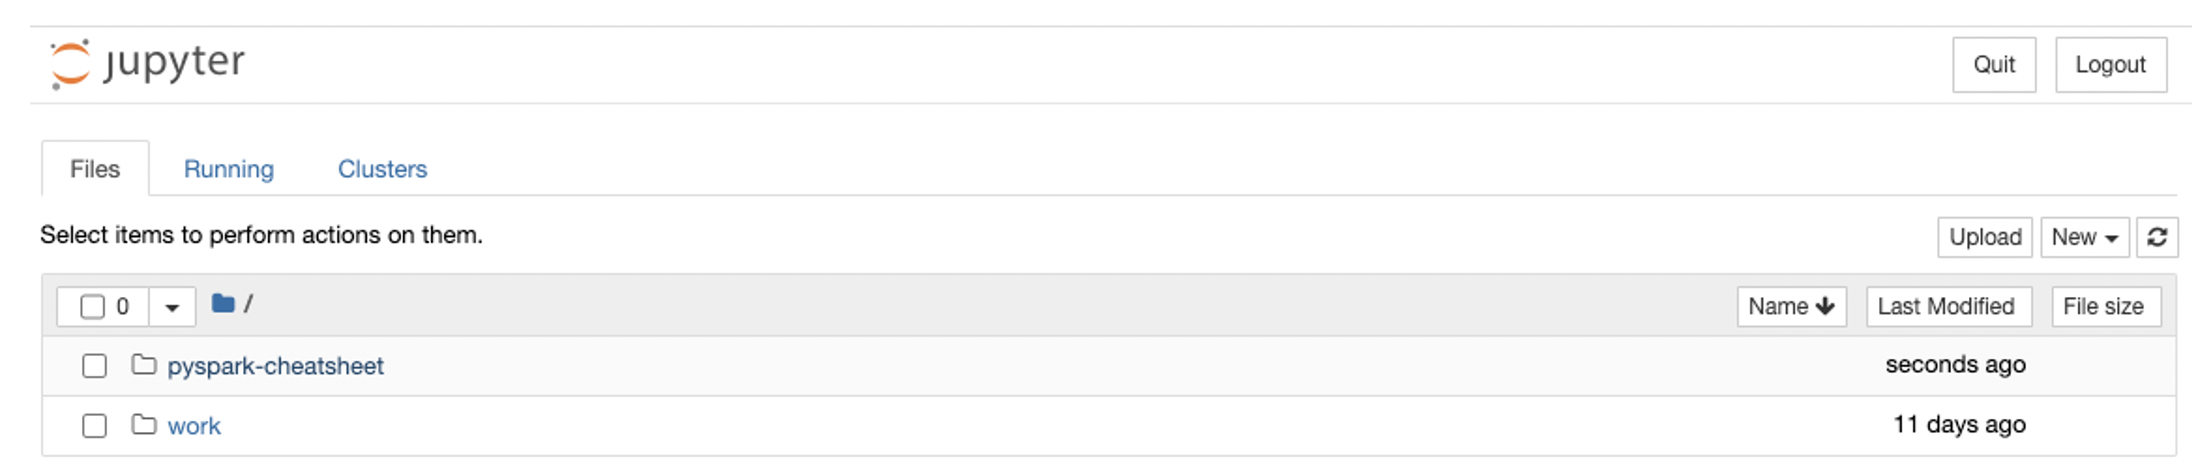 jupyter Quit Logout
Files Running Clusters
Select items to perform actions on them. Upload New
0 / Name Last Modified File size
pyspark-cheatsheet seconds ago
work 11 days ago